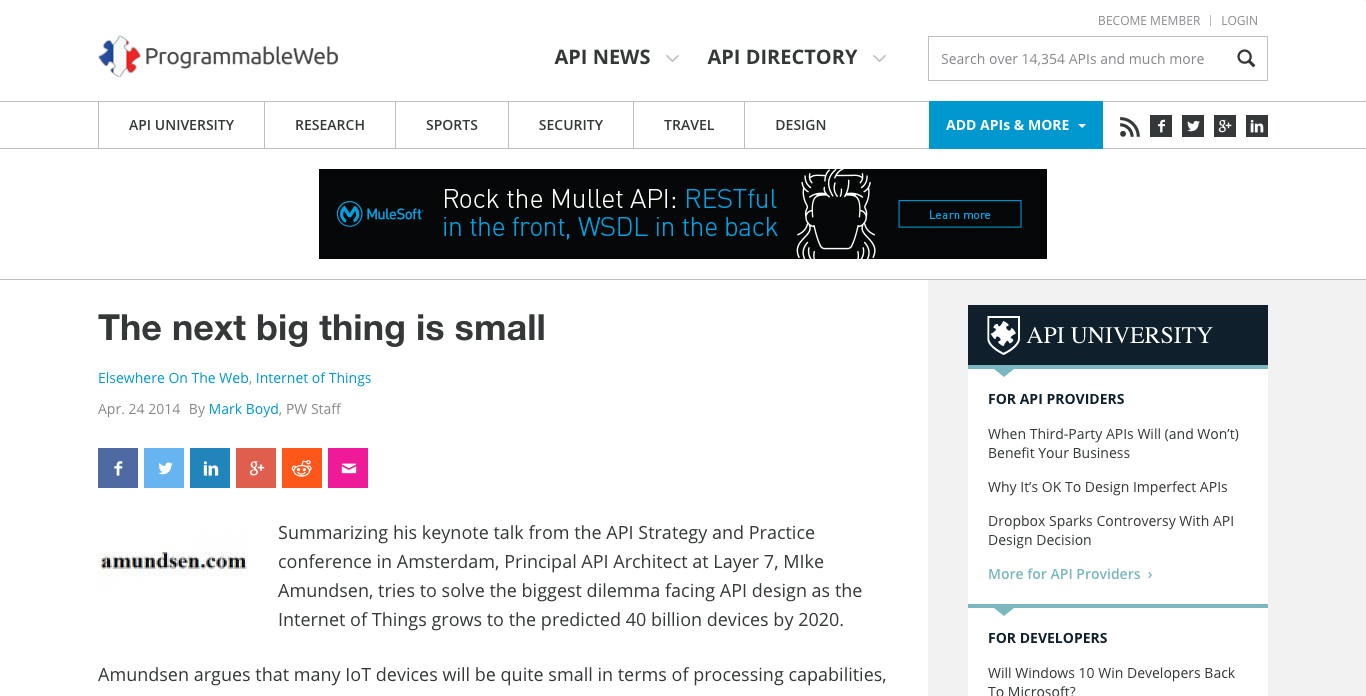 BECOME MEMBER | LOGIN
ProgrammableWeb
API NEWS
API DIRECTORY
Search over 14,354 APIs and much more
API UNIVERSITY
RESEARCH
SPORTS
SECURITY
TRAVEL
DESIGN
ADD APIs & MORE
MuleSoft
Rock the Mullet API: RESTful
in the front, WSDL in the back
Learn more
The next big thing is small
Elsewhere On The Web, Internet of Things
Apr. 24 2014 By Mark Boyd, PW Staff
amundsen.com
Summarizing his keynote talk from the API Strategy and Practice
conference in Amsterdam, Principal API Architect at Layer 7, MIke
Amundsen, tries to solve the biggest dilemma facing API design as the
Internet of Things grows to the predicted 40 billion devices by 2020.
Amundsen argues that many IoT devices will be quite small in terms of processing capabilities,
API UNIVERSITY
FOR API PROVIDERS
When Third-Party APIs Will (and Won’t)
Benefit Your Business
Why It’s OK To Design Imperfect APIs
Dropbox Sparks Controversy With API
Design Decision
More for API Providers ›
FOR DEVELOPERS
Will Windows 10 Win Developers Back
To Microsoft?